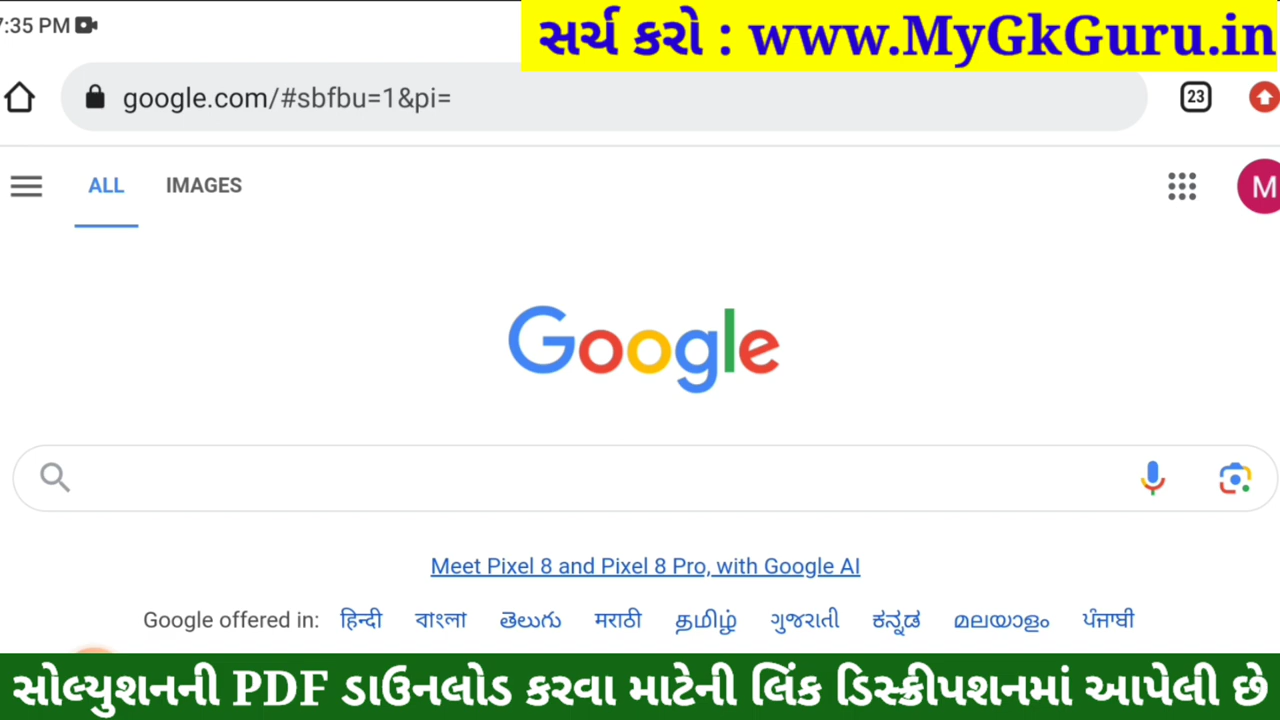 7:35 PM
સર્ચ કરો : www.MyGkGuru.in
google.com/#sbfbu=1&pi=
23
ALL IMAGES
M
Google
Meet Pixel 8 and Pixel 8 Pro, with Google AI
Google offered in: हिन्दी বাংলা తెలుగు मराठी தமிழ் ગુજરાતી ಕನ್ನಡ മലയാളം ਪੰਜਾਬੀ
સોલ્યુશનની PDF ડાઉનલોડ કરવા માટેની લિંક ડિસ્ક્રીપશનમાં આપેલી છે